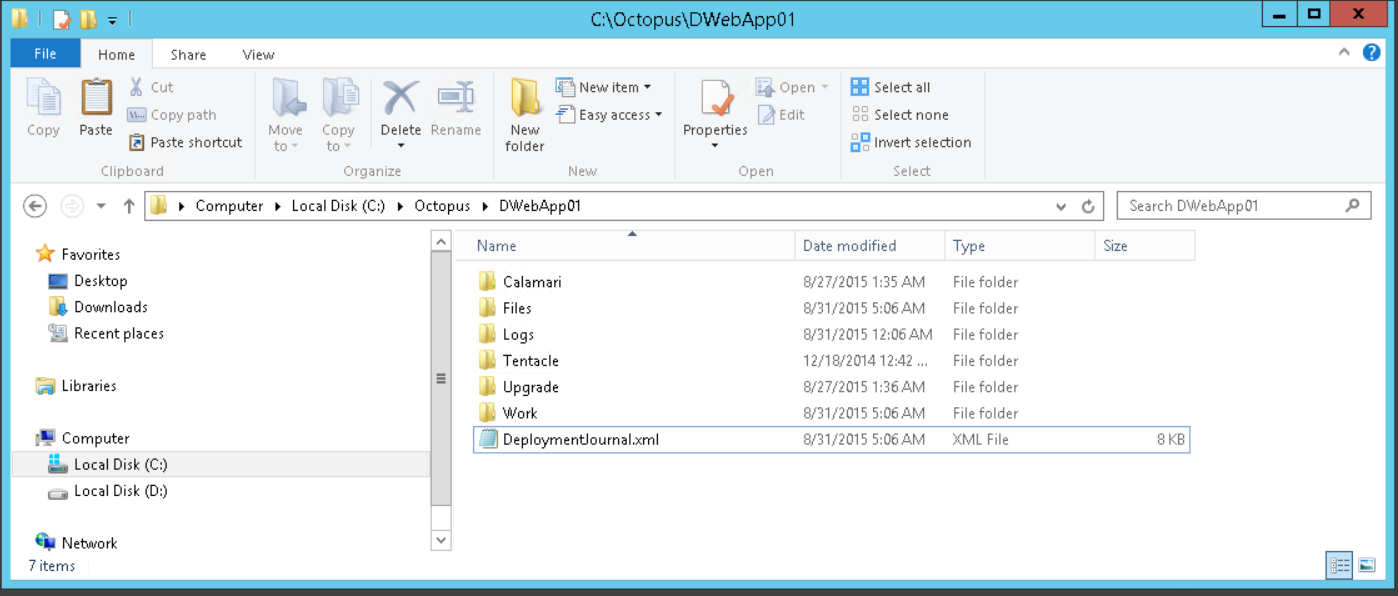 C:\Octopus\DWebApp01
File Home Share View
Copy
Paste
Cut
Copy path
Paste shortcut
Clipboard
Move to
Copy to
Delete
Rename
Organize
New folder
New item
Easy access
New
Properties
Open
Edit
Open
Select all
Select none
Invert selection
Select
Computer Local Disk (C:) Octopus DWebApp01
Search DWebApp01
Favorites
Desktop
Downloads
Recent places
Libraries
Computer
Local Disk (C:)
Local Disk (D:)
Network
Name Date modified Type Size
Calamari 8/27/2015 1:35 AM File folder
Files 8/31/2015 5:06 AM File folder
Logs 8/31/2015 12:06 AM File folder
Tentacle 12/18/2014 12:42 ... File folder
Upgrade 8/27/2015 1:36 AM File folder
Work 8/31/2015 5:06 AM File folder
DeploymentJournal.xml 8/31/2015 5:06 AM XML File 8 KB
7 items